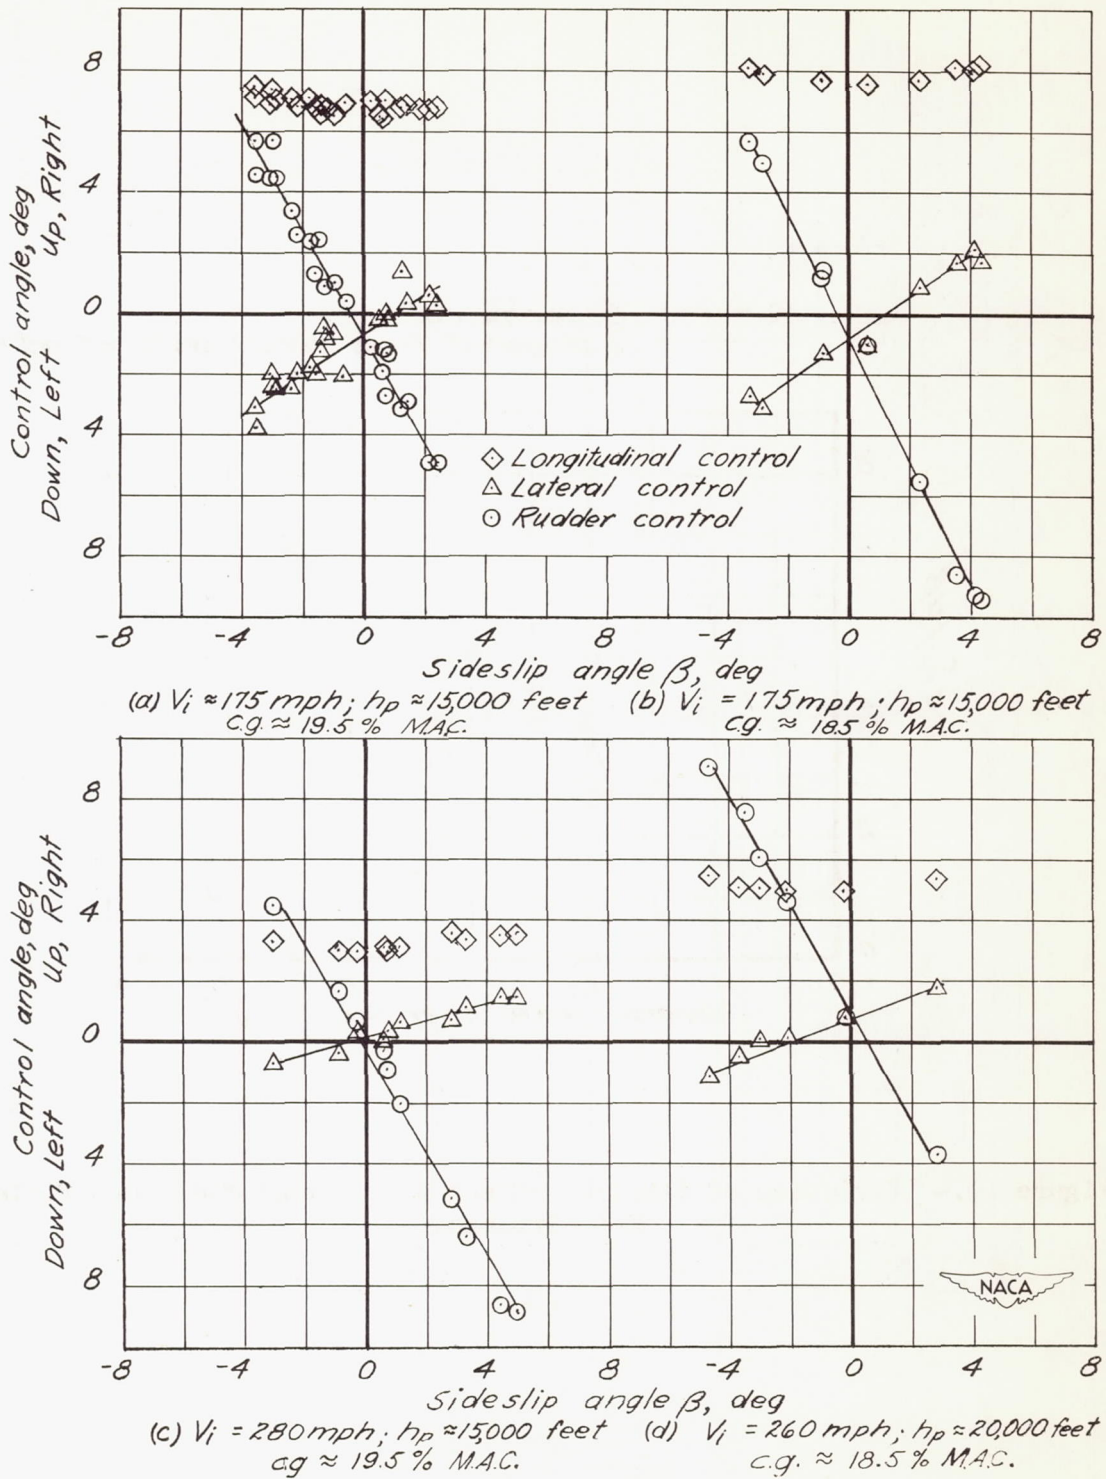 8
4
0
4
8
Control angle, deg
Down, Left Up, Right
◇ Longitudinal control
△ Lateral control
○ Rudder control
-8 -4 0 4 8 -4 0 4 8
Sideslip angle β, deg
(a) Vi ≈ 175 mph; hp ≈ 15,000 feet (b) Vi = 175 mph; hp ≈ 15,000 feet
c.g. ≈ 19.5 % M.A.C. c.g. ≈ 18.5 % M.A.C.
8
4
0
4
8
Control angle, deg
Down, Left Up, Right
NACA
-8 -4 0 4 8 -4 0 4 8
Sideslip angle β, deg
(c) Vi = 280 mph; hp ≈ 15,000 feet (d) Vi = 260 mph; hp ≈ 20,000 feet
c.g ≈ 19.5 % M.A.C. c.g. ≈ 18.5 % M.A.C.